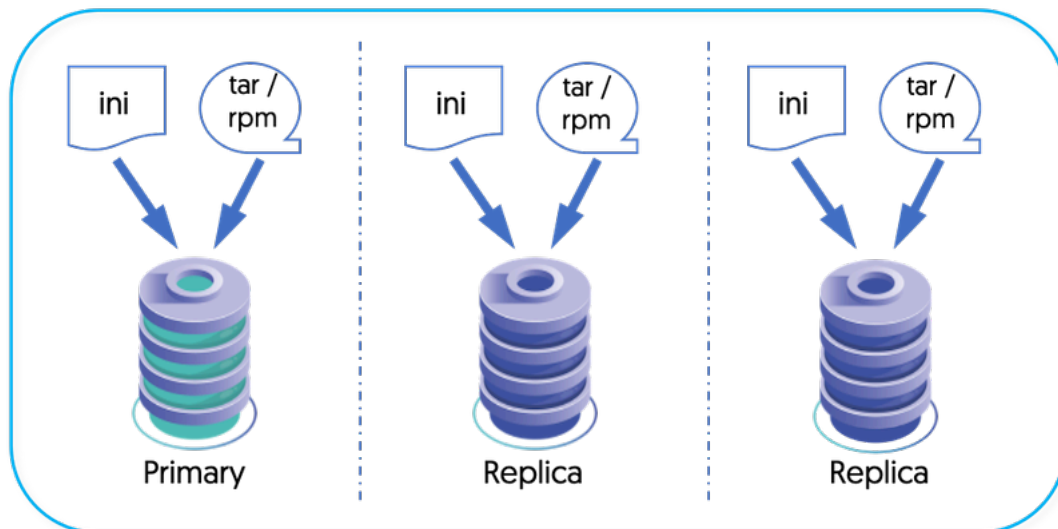 ini
tar /
rpm
ini
tar /
rpm
ini
tar /
rpm
Primary
Replica
Replica